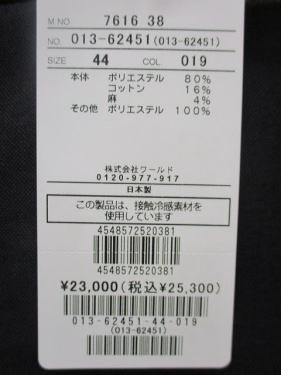 M NO. 7616 38
NO. 013-62451(013-62451)
SIZE 44 COL. 019
本体 ポリエステル 80%
コットン 16%
麻 4%
その他 ポリエステル 100%
株式会社ワールド
0120-977-917
日本製
この製品は、接触冷感素材を
使用しています
4548572520381
4548572520381
¥23,000(税込¥25,300)
013-62451-44-019
(013-62451)